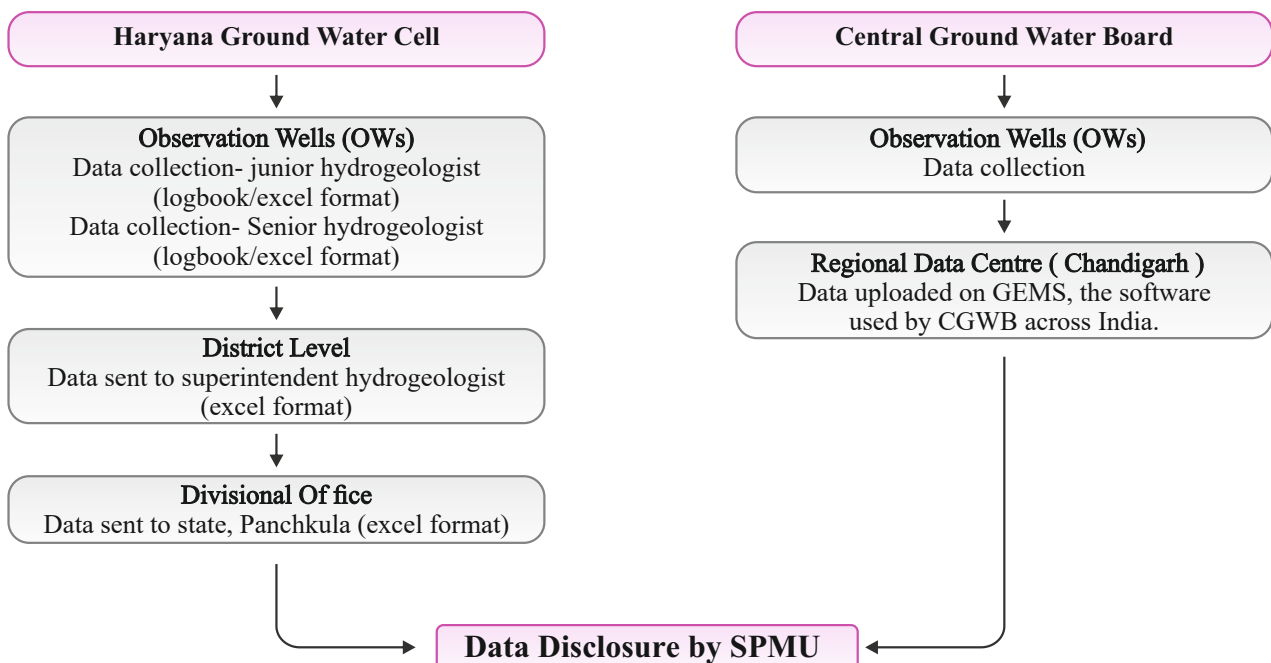 Haryana Ground Water Cell
Observation Wells (OWs)
Data collection- junior hydrogeologist
(logbook/excel format)
Data collection- Senior hydrogeologist
(logbook/excel format)
District Level
Data sent to superintendent hydrogeologist
(excel format)
Divisional Of fice
Data sent to state, Panchkula (excel format)
Central Ground Water Board
Observation Wells (OWs)
Data collection
Regional Data Centre ( Chandigarh )
Data uploaded on GEMS, the software
used by CGWB across India.
Data Disclosure by SPMU